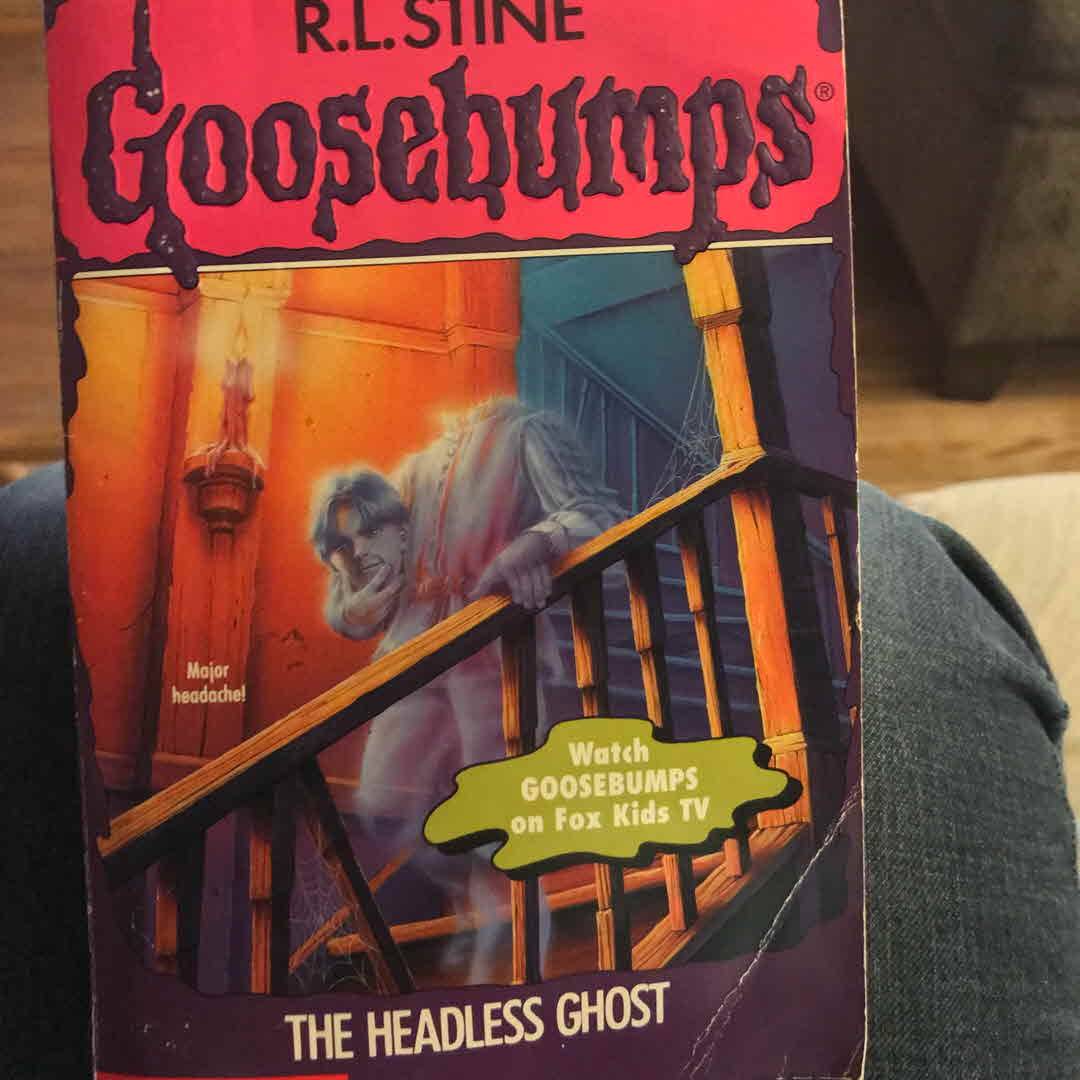 R.L. STINE
Goosebumps®
Major
headache!
Watch
GOOSEBUMPS
on Fox Kids TV
THE HEADLESS GHOST